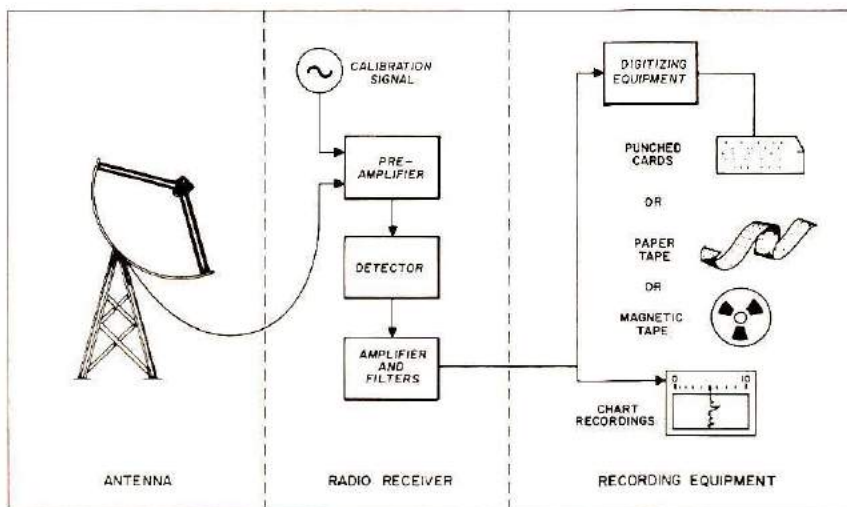 CALIBRATION
SIGNAL
PRE-
AMPLIFIER
DETECTOR
AMPLIFIER
AND
FILTERS
DIGITIZING
EQUIPMENT
PUNCHED
CARDS
OR
PAPER
TAPE
OR
MAGNETIC
TAPE
0 10
CHART
RECORDINGS
ANTENNA
RADIO RECEIVER
RECORDING EQUIPMENT